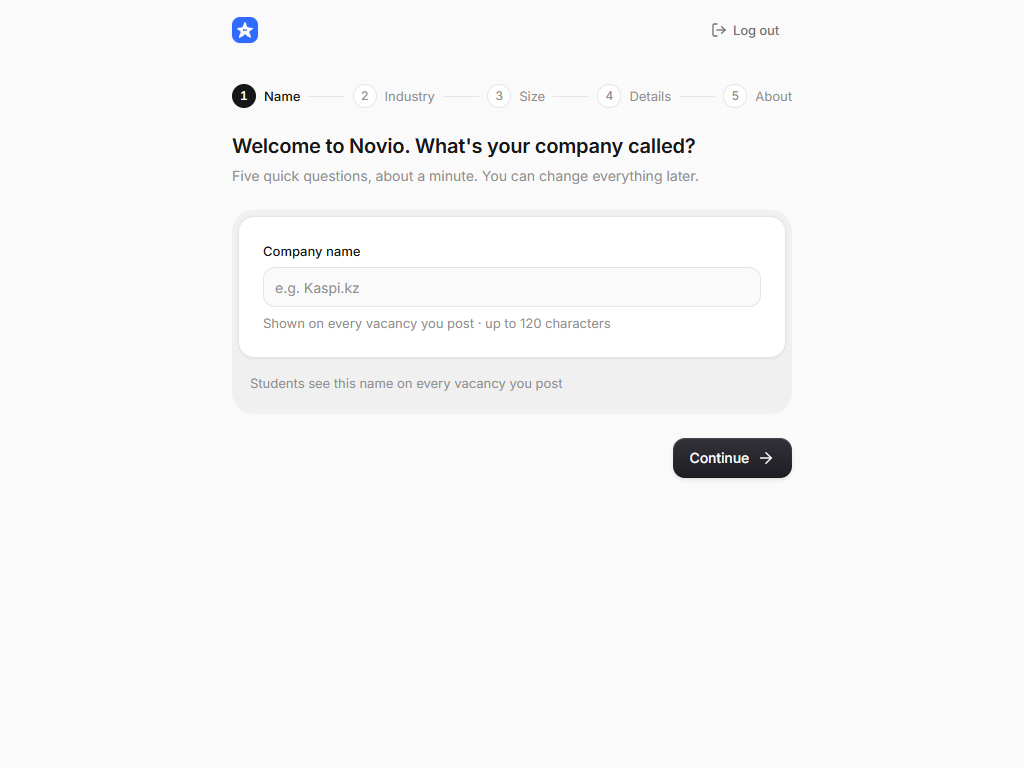 Log out
1 Name 2 Industry 3 Size 4 Details 5 About
Welcome to Novio. What's your company called?
Five quick questions, about a minute. You can change everything later.
Company name
e.g. Kaspi.kz
Shown on every vacancy you post · up to 120 characters
Students see this name on every vacancy you post
Continue